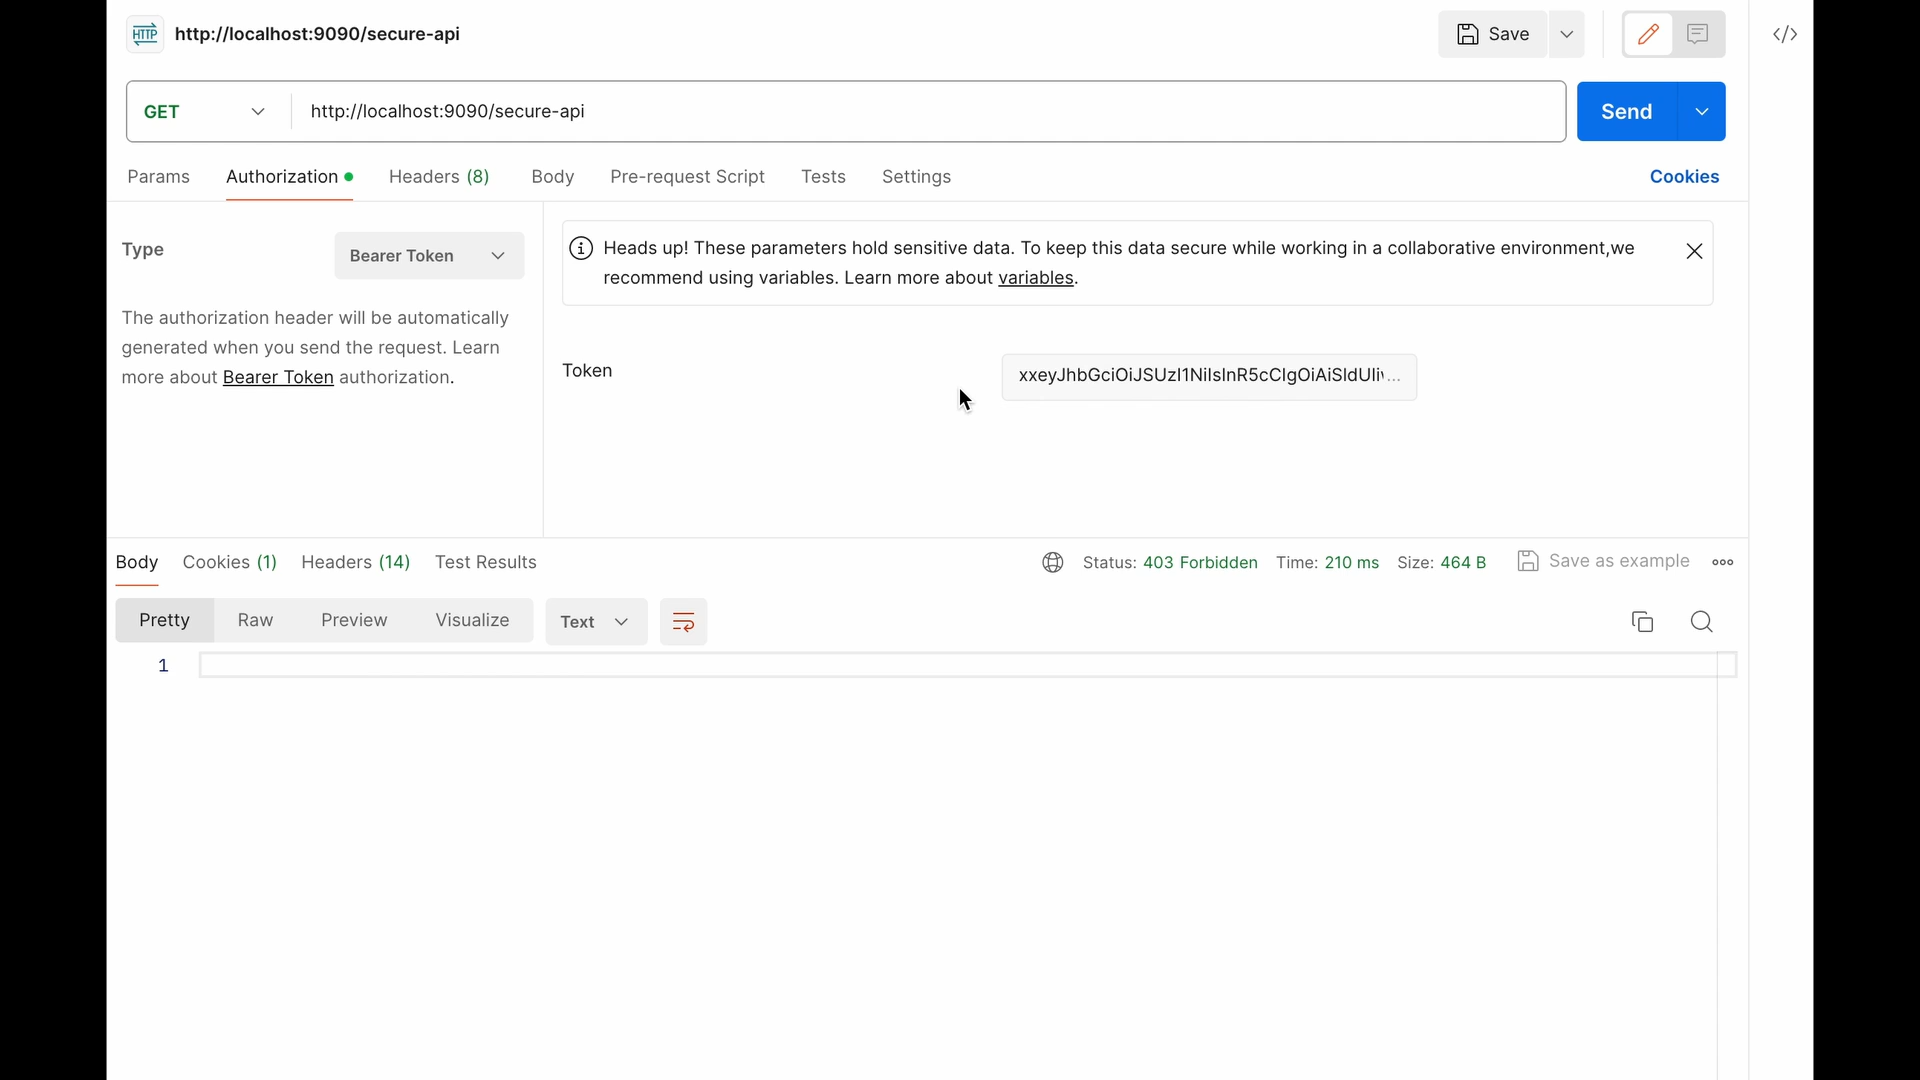 HTTP http://localhost:9090/secure-api Save
GET http://localhost:9090/secure-api Send
Params Authorization Headers (8) Body Pre-request Script Tests Settings Cookies
Type Bearer Token
The authorization header will be automatically
generated when you send the request. Learn
more about Bearer Token authorization.
Heads up! These parameters hold sensitive data. To keep this data secure while working in a collaborative environment,we
recommend using variables. Learn more about variables.
Token
Body Cookies (1) Headers (14) Test Results Status: 403 Forbidden Time: 210 ms Size: 464 B Save as example
Pretty Raw Preview Visualize Text
1